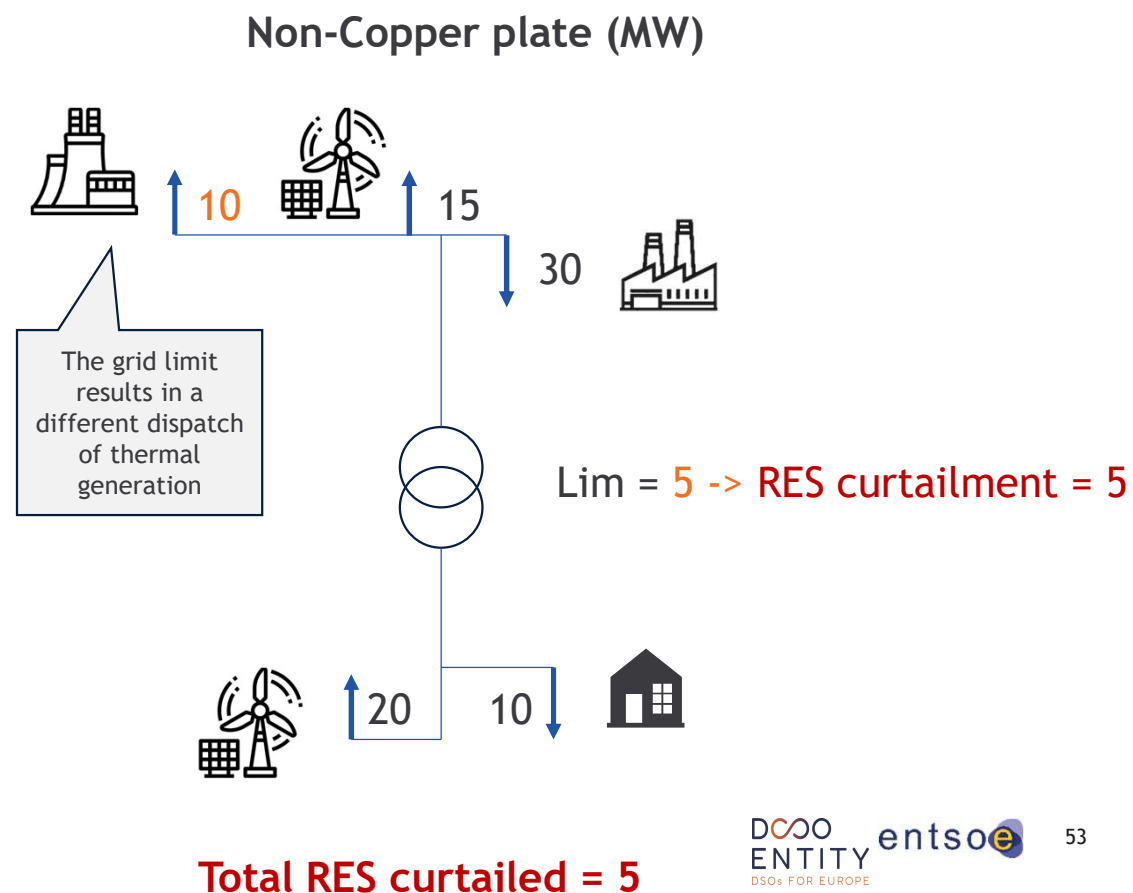 Non-Copper plate (MW)
10
15
30
The grid limit
results in a
different dispatch
of thermal
generation
Lim = 5 -> RES curtailment = 5
20
10
Total RES curtailed = 5
DSO
ENTITY
DSOs FOR EUROPE
entsoe
53